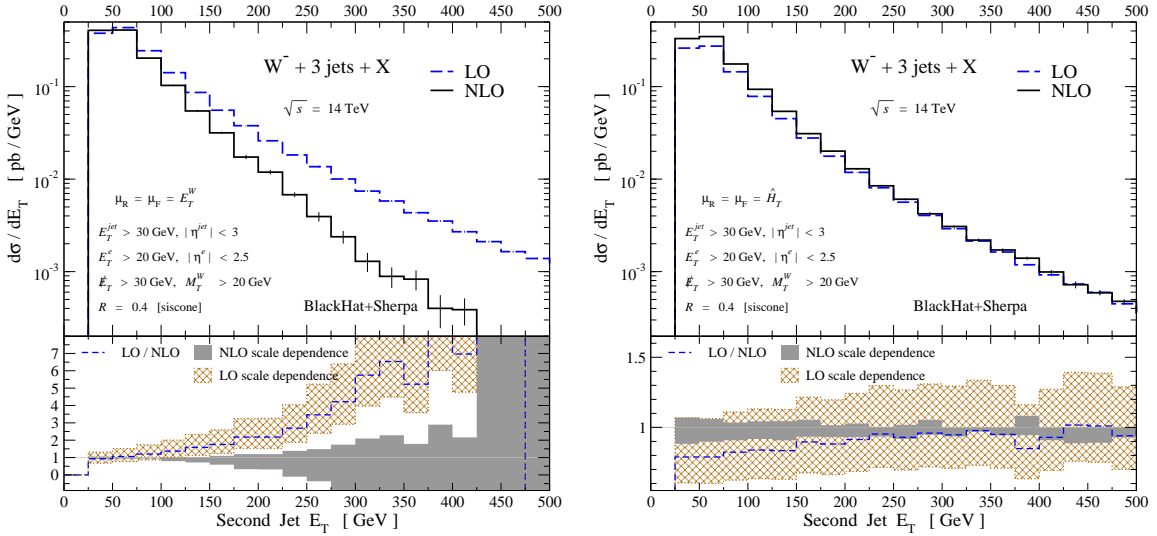 0 50 100 150 200 250 300 350 400 450 500
W⁻ + 3 jets + X
LO
NLO
√s = 14 TeV
10⁻¹
10⁻²
10⁻³
dσ / dE_T [ pb / GeV ]
μ_R = μ_F = E_T^W
E_T^jet > 30 GeV, | η^jet | < 3
E_T^e > 20 GeV, | η^e | < 2.5
E̸_T > 30 GeV, M_T^W > 20 GeV
R = 0.4 [siscone]
BlackHat+Sherpa
LO / NLO
NLO scale dependence
LO scale dependence
7
6
5
4
3
2
1
0
0 50 100 150 200 250 300 350 400 450 500
Second Jet E_T [ GeV ]
0 50 100 150 200 250 300 350 400 450 500
W⁻ + 3 jets + X
LO
NLO
√s = 14 TeV
10⁻¹
10⁻²
10⁻³
dσ / dE_T [ pb / GeV ]
μ_R = μ_F = Ĥ_T
E_T^jet > 30 GeV, | η^jet | < 3
E_T^e > 20 GeV, | η^e | < 2.5
E̸_T > 30 GeV, M_T^W > 20 GeV
R = 0.4 [siscone]
BlackHat+Sherpa
LO / NLO
NLO scale dependence
LO scale dependence
1.5
1
0 50 100 150 200 250 300 350 400 450 500
Second Jet E_T [ GeV ]